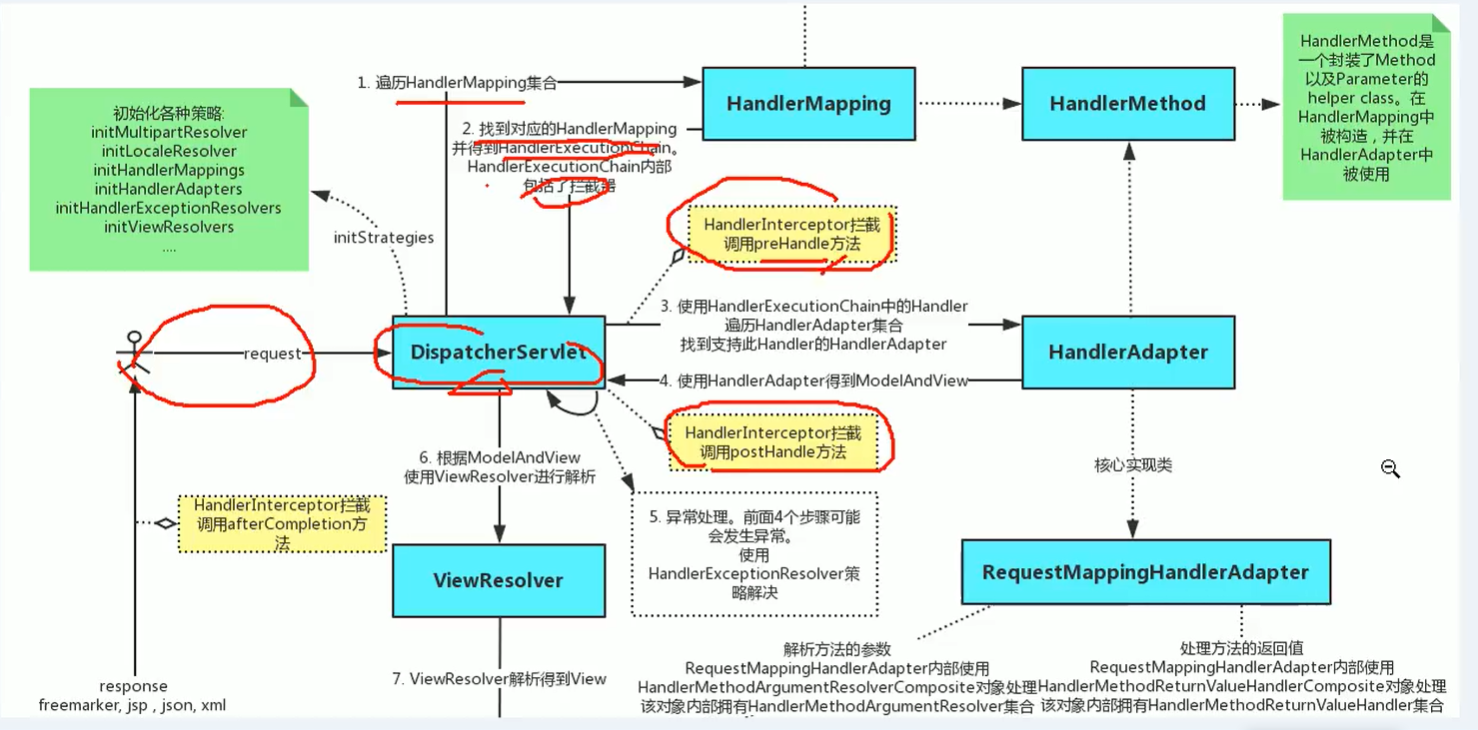 1. 遍历HandlerMapping集合
HandlerMapping
HandlerMethod
HandlerMethod是
一个封装了Method
以及Parameter的
helper class。在
HandlerMapping中
被构造，并在
HandlerAdapter中
被使用
初始化各种策略:
initMultipartResolver
initLocaleResolver
initHandlerMappings
initHandlerAdapters
initHandlerExceptionResolvers
initViewResolvers
....
2. 找到对应的HandlerMapping
并得到HandlerExecutionChain。
HandlerExecutionChain内部
包括了拦截器
initStrategies
HandlerInterceptor拦截
调用preHandle方法
3. 使用HandlerExecutionChain中的Handler
遍历HandlerAdapter集合
找到支持此Handler的HandlerAdapter
request
DispatcherServlet
HandlerAdapter
4. 使用HandlerAdapter得到ModelAndView
HandlerInterceptor拦截
调用postHandle方法
6. 根据ModelAndView
使用ViewResolver进行解析
核心实现类
HandlerInterceptor拦截
调用afterCompletion方
法
5. 异常处理。前面4个步骤可能
会发生异常。
使用
HandlerExceptionResolver策
略解决
ViewResolver
RequestMappingHandlerAdapter
7. ViewResolver解析得到View
解析方法的参数
RequestMappingHandlerAdapter内部使用
HandlerMethodArgumentResolverComposite对象处理
该对象内部拥有HandlerMethodArgumentResolver集合
处理方法的返回值
RequestMappingHandlerAdapter内部使用
HandlerMethodReturnValueHandlerComposite对象处理
该对象内部拥有HandlerMethodReturnValueHandler集合
response
freemarker, jsp , json, xml